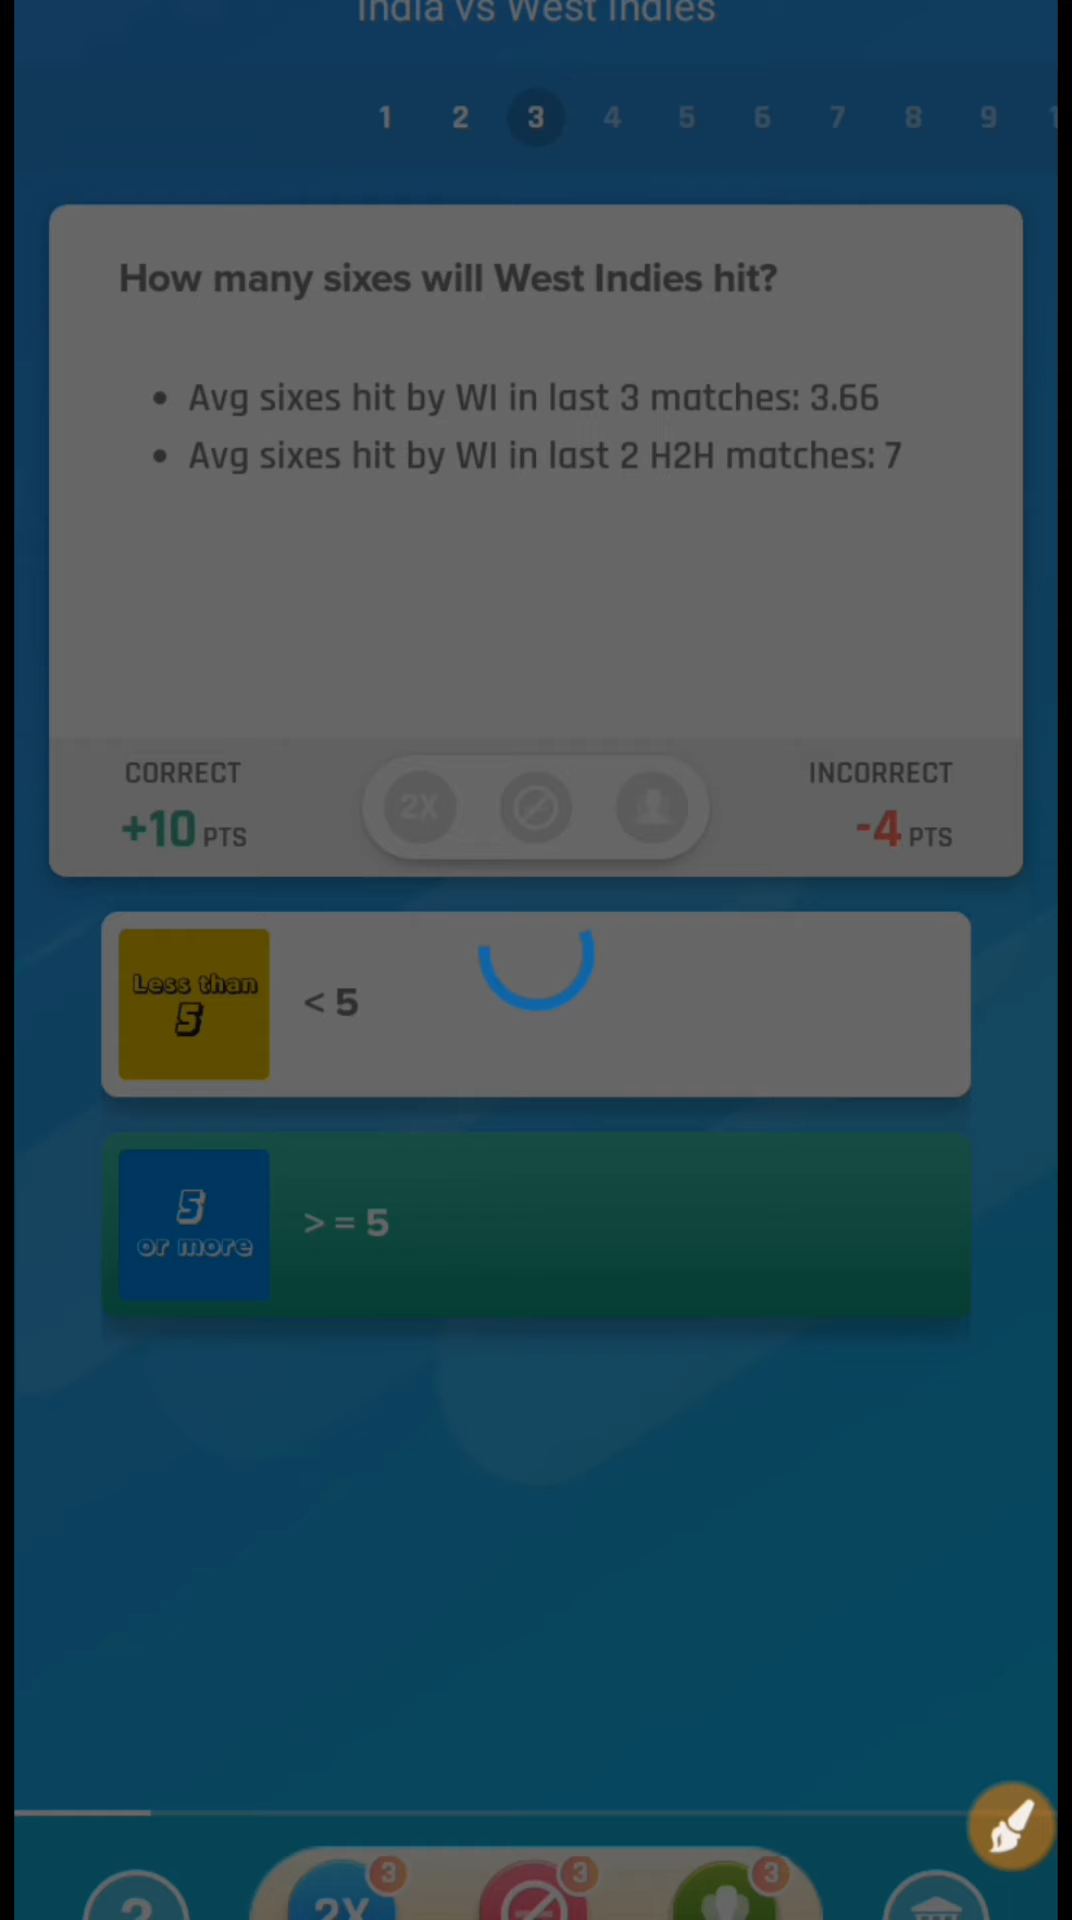 India vs West Indies
1 2 3 4 5 6 7 8 9 1
How many sixes will West Indies hit?
• Avg sixes hit by WI in last 3 matches: 3.66
• Avg sixes hit by WI in last 2 H2H matches: 7
CORRECT
+10 PTS
2X
INCORRECT
-4 PTS
Less than
5
< 5
5
or more
> = 5
?
2X
3
3
3